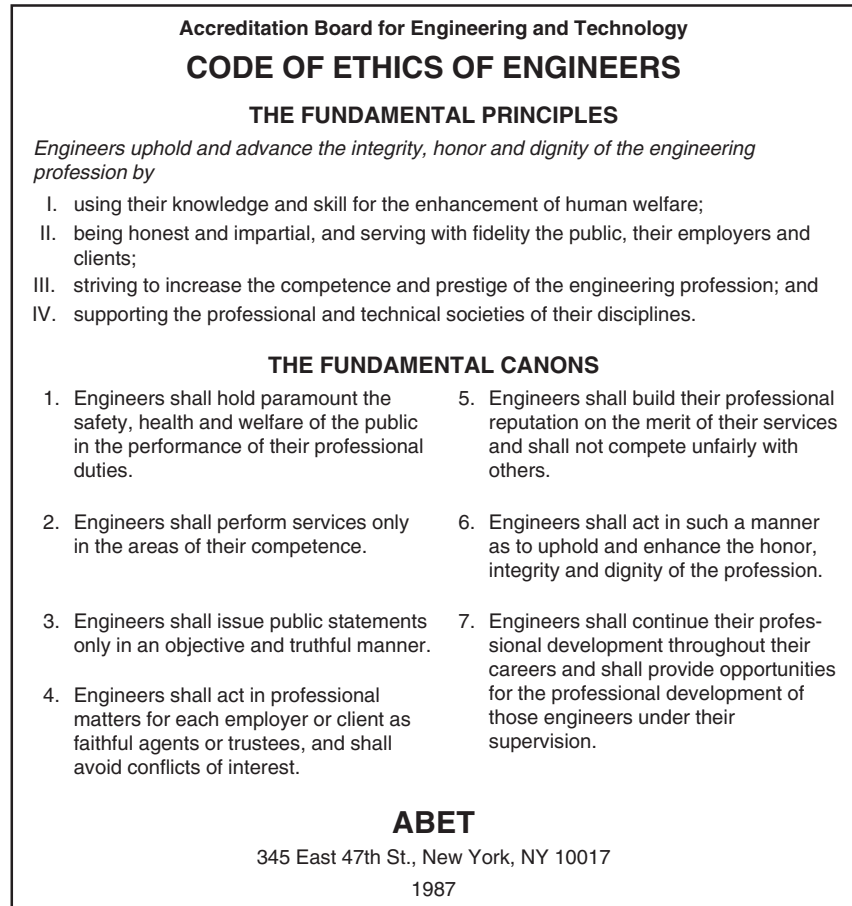 Accreditation Board for Engineering and Technology
CODE OF ETHICS OF ENGINEERS
THE FUNDAMENTAL PRINCIPLES
Engineers uphold and advance the integrity, honor and dignity of the engineering
profession by
I. using their knowledge and skill for the enhancement of human welfare;
II. being honest and impartial, and serving with fidelity the public, their employers and
clients;
III. striving to increase the competence and prestige of the engineering profession; and
IV. supporting the professional and technical societies of their disciplines.
THE FUNDAMENTAL CANONS
1. Engineers shall hold paramount the
safety, health and welfare of the public
in the performance of their professional
duties.
2. Engineers shall perform services only
in the areas of their competence.
3. Engineers shall issue public statements
only in an objective and truthful manner.
4. Engineers shall act in professional
matters for each employer or client as
faithful agents or trustees, and shall
avoid conflicts of interest.
5. Engineers shall build their professional
reputation on the merit of their services
and shall not compete unfairly with
others.
6. Engineers shall act in such a manner
as to uphold and enhance the honor,
integrity and dignity of the profession.
7. Engineers shall continue their profes-
sional development throughout their
careers and shall provide opportunities
for the professional development of
those engineers under their
supervision.
ABET
345 East 47th St., New York, NY 10017
1987